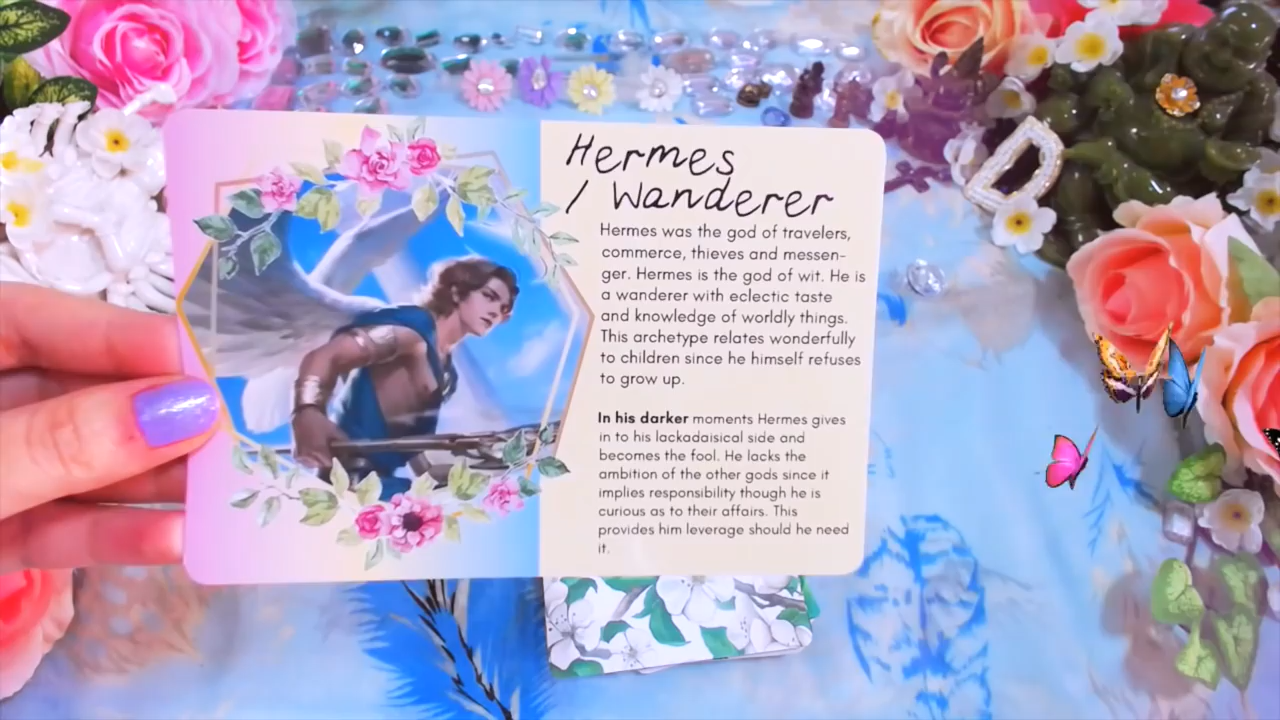 Hermes
/ Wanderer
Hermes was the god of travelers,
commerce, thieves and messen-
ger. Hermes is the god of wit. He is
a wanderer with eclectic taste
and knowledge of worldly things.
This archetype relates wonderfully
to children since he himself refuses
to grow up.
In his darker moments Hermes gives
in to his lackadaisical side and
becomes the fool. He lacks the
ambition of the other gods since it
implies responsibility though he is
curious as to their affairs. This
provides him leverage should he need
it.
D